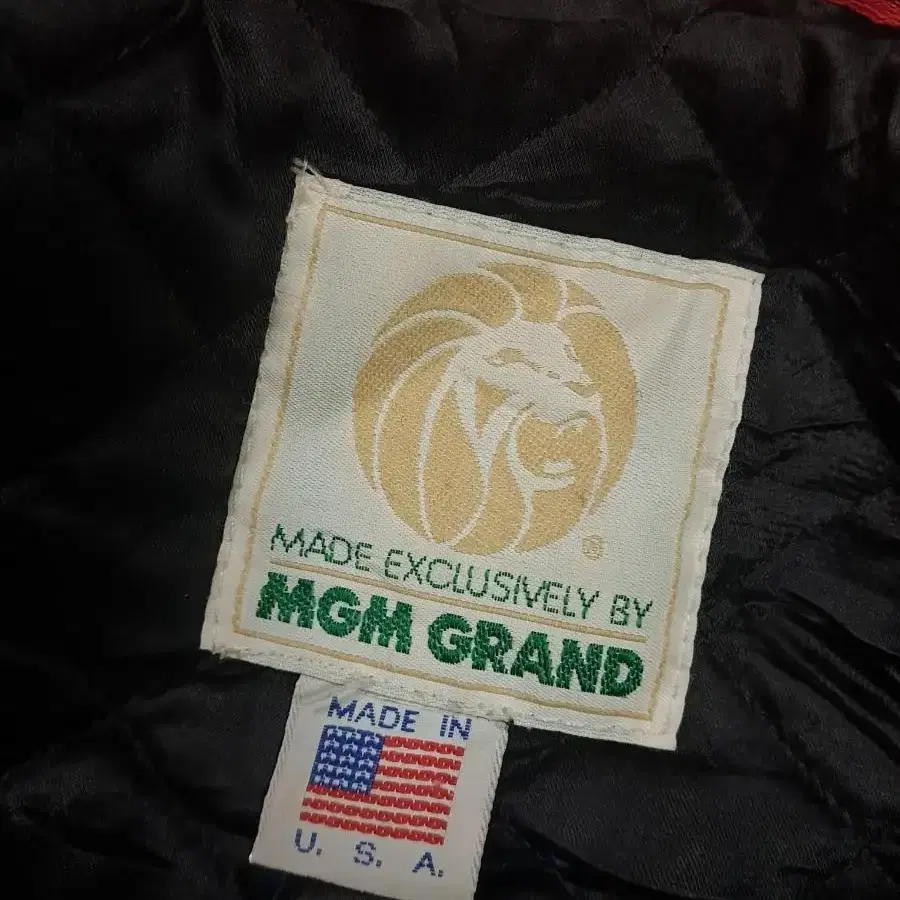 ®
MADE EXCLUSIVELY BY
MGM GRAND
MADE IN
U. S. A.